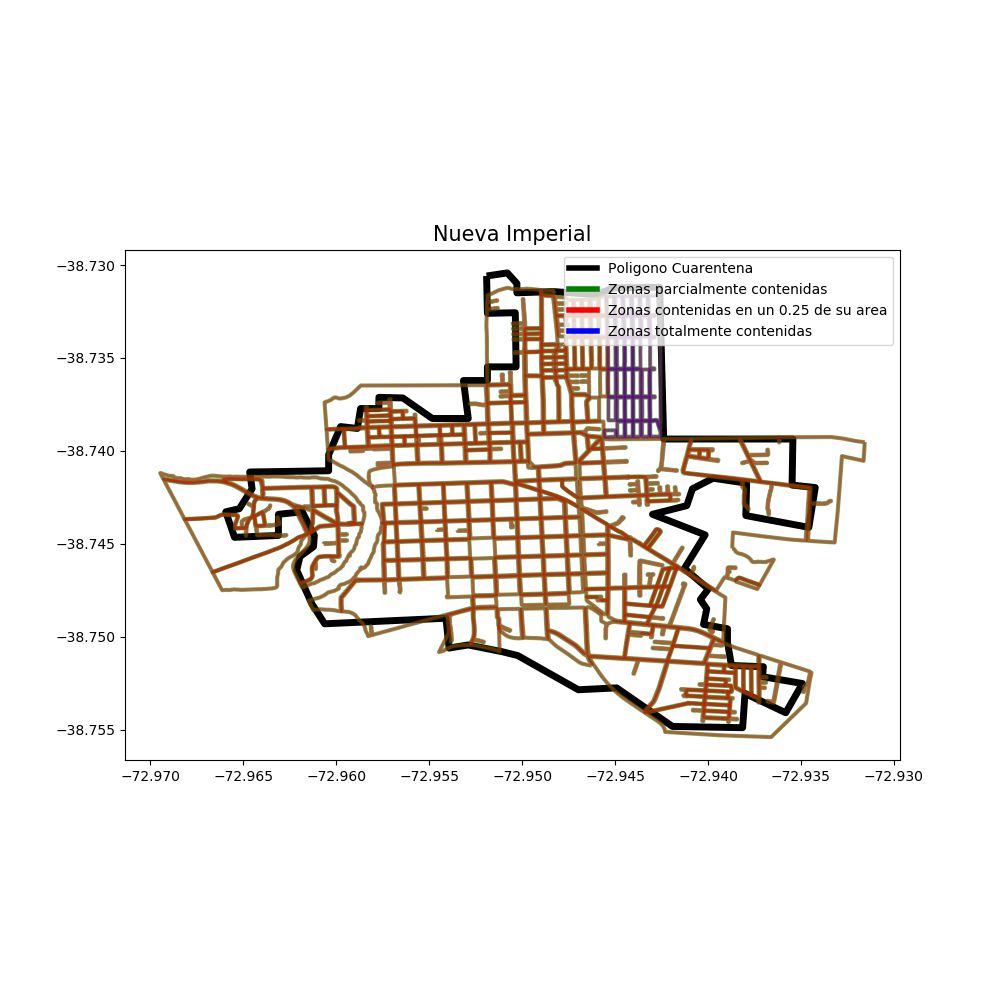 Nueva Imperial
Poligono Cuarentena
Zonas parcialmente contenidas
Zonas contenidas en un 0.25 de su area
Zonas totalmente contenidas
−38.730
−38.735
−38.740
−38.745
−38.750
−38.755
−72.970 −72.965 −72.960 −72.955 −72.950 −72.945 −72.940 −72.935 −72.930